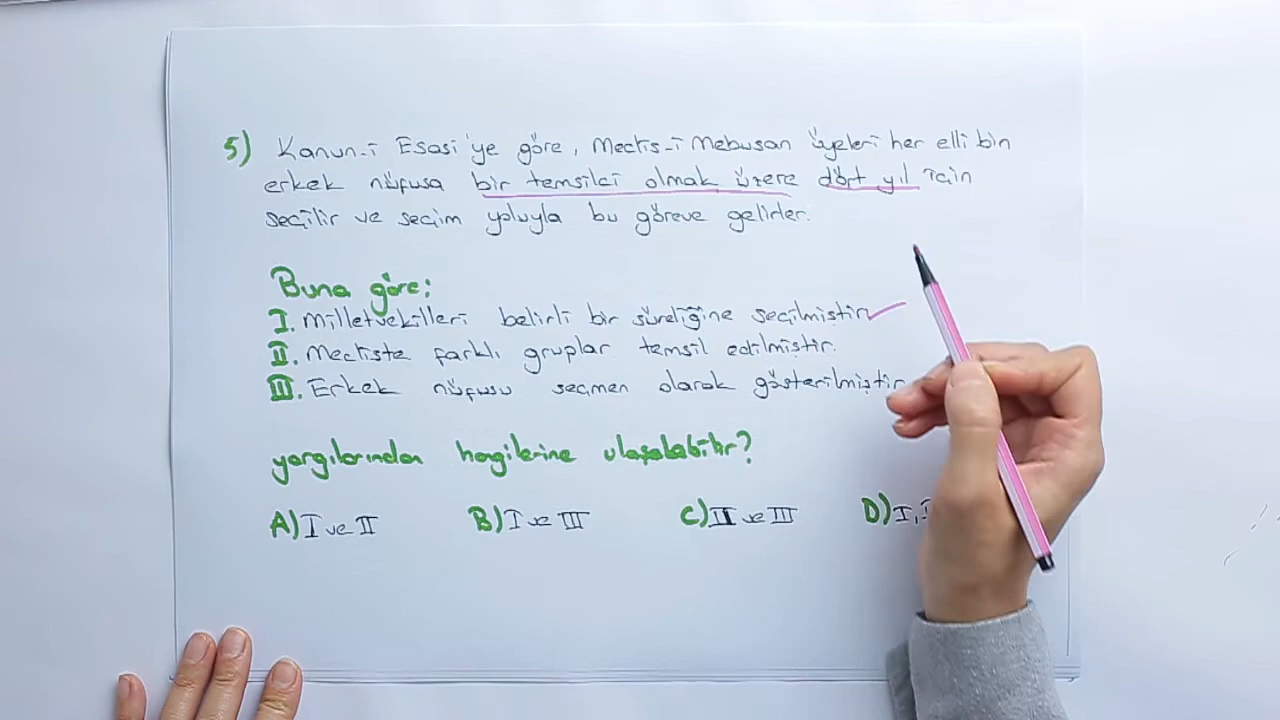 5) Kanun-i Esasi'ye göre, Meclis-i Mebusan üyeleri her elli bin
erkek nüfusa bir temsilci olmak üzere dört yıl için
seçilir ve seçim yoluyla bu göreve gelirler.
Buna göre;
I. Milletvekilleri belirli bir süreliğine seçilmiştir.
II. Mecliste farklı gruplar temsil edilmiştir.
III. Erkek nüfusu seçmen olarak gösterilmiştir.
yargılarından hangilerine ulaşılabilir?
A) I ve II B) I ve III C) II ve III D) I,